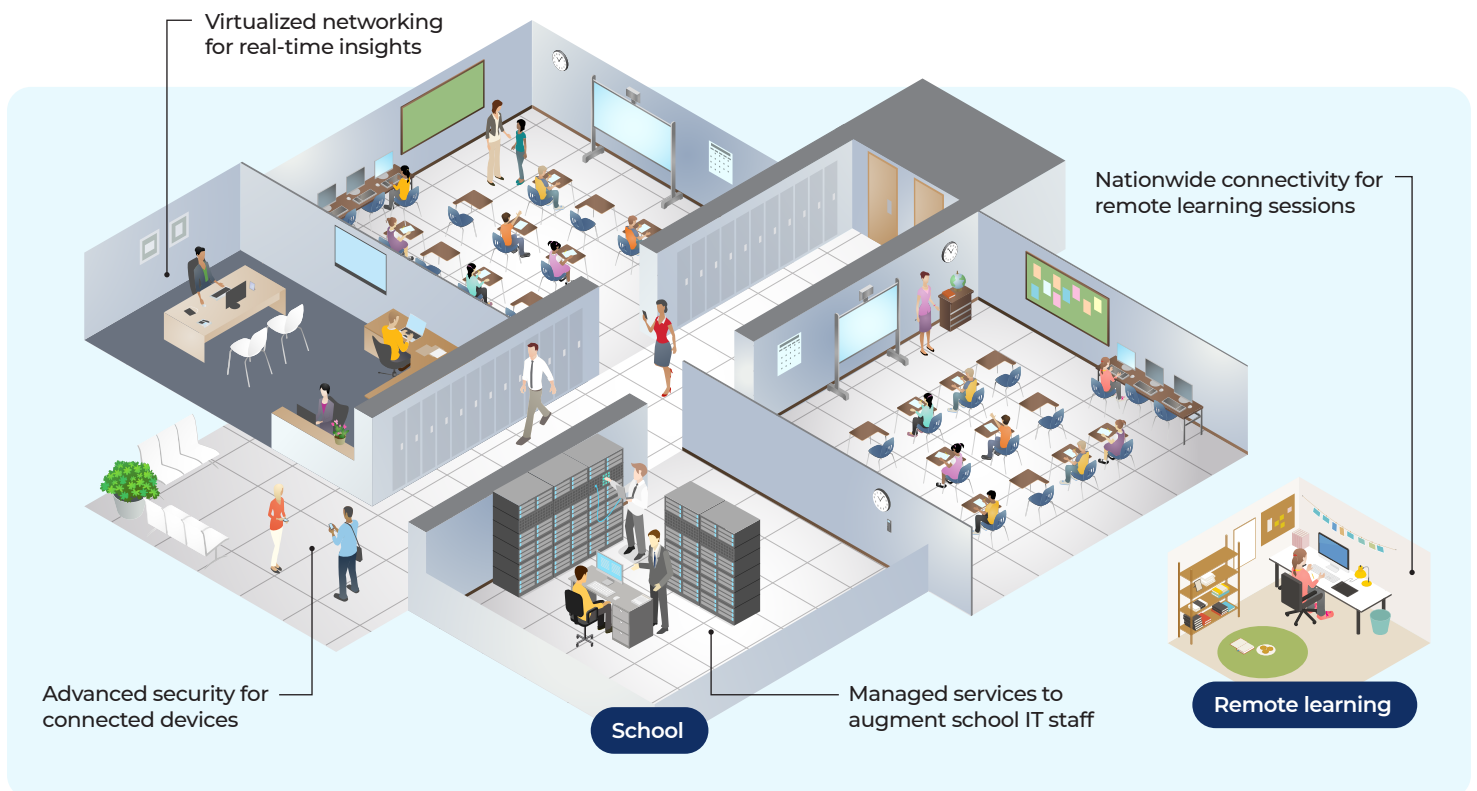 Virtualized networking
for real-time insights
Nationwide connectivity for
remote learning sessions
Advanced security for
connected devices
School
Managed services to
augment school IT staff
Remote learning